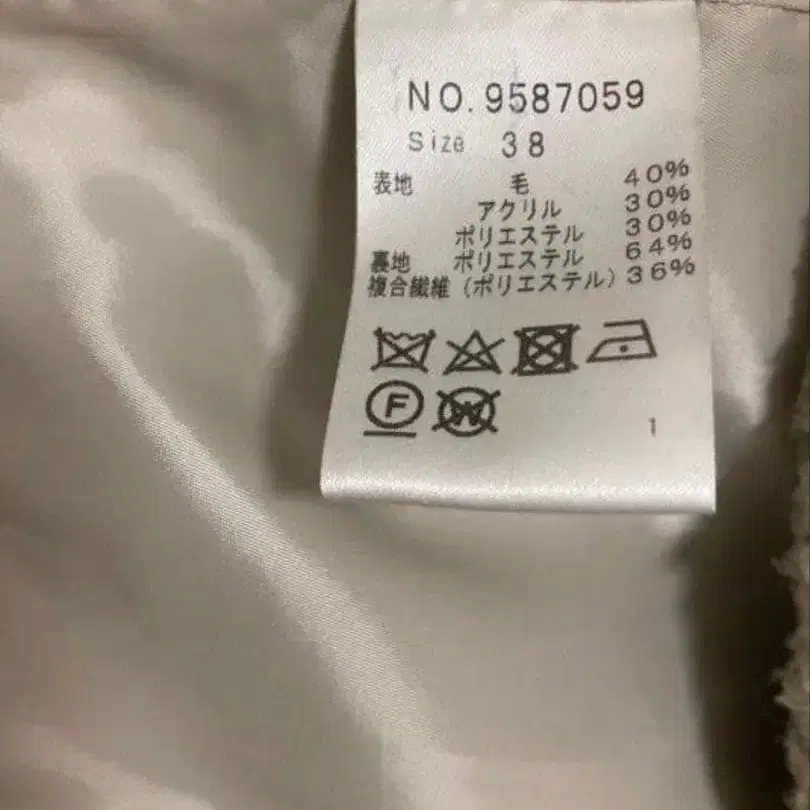 NO. 9587059
Size 38
表地 毛 40%
アクリル 30%
ポリエステル 30%
裏地 ポリエステル 64%
複合繊維(ポリエステル) 36%
F W
1